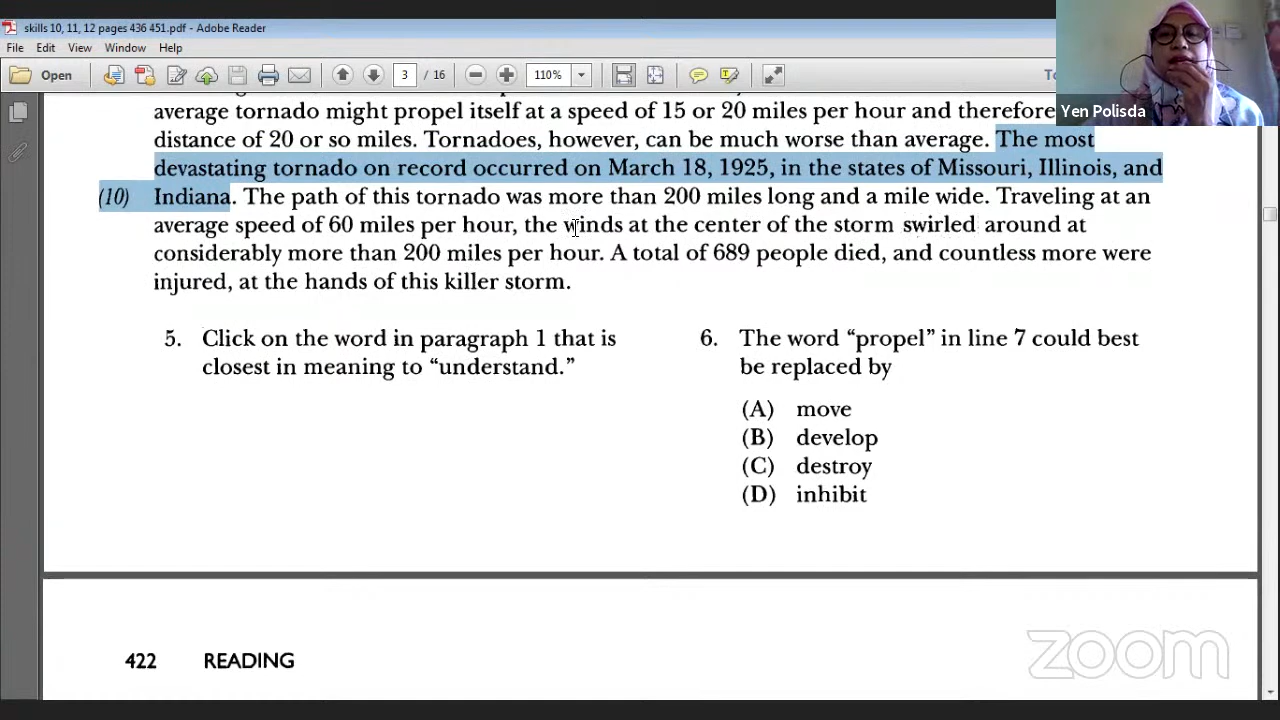 skills 10, 11, 12 pages 436 451.pdf - Adobe Reader
File Edit View Window Help
Open 3 / 16 110%
Yen Polisda
average tornado might propel itself at a speed of 15 or 20 miles per hour and therefore
distance of 20 or so miles. Tornadoes, however, can be much worse than average. The most
devastating tornado on record occurred on March 18, 1925, in the states of Missouri, Illinois, and
(10) Indiana. The path of this tornado was more than 200 miles long and a mile wide. Traveling at an
average speed of 60 miles per hour, the winds at the center of the storm swirled around at
considerably more than 200 miles per hour. A total of 689 people died, and countless more were
injured, at the hands of this killer storm.
5. Click on the word in paragraph 1 that is
closest in meaning to “understand.”
6. The word “propel” in line 7 could best
be replaced by
(A) move
(B) develop
(C) destroy
(D) inhibit
422 READING
zoom